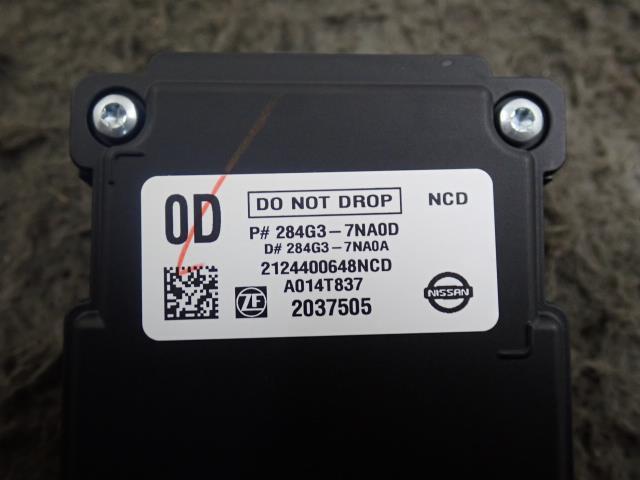 0D
DO NOT DROP
NCD
P# 284G3-7NA0D
D# 284G3-7NA0A
2124400648NCD
A014T837
ZF
2037505
NISSAN